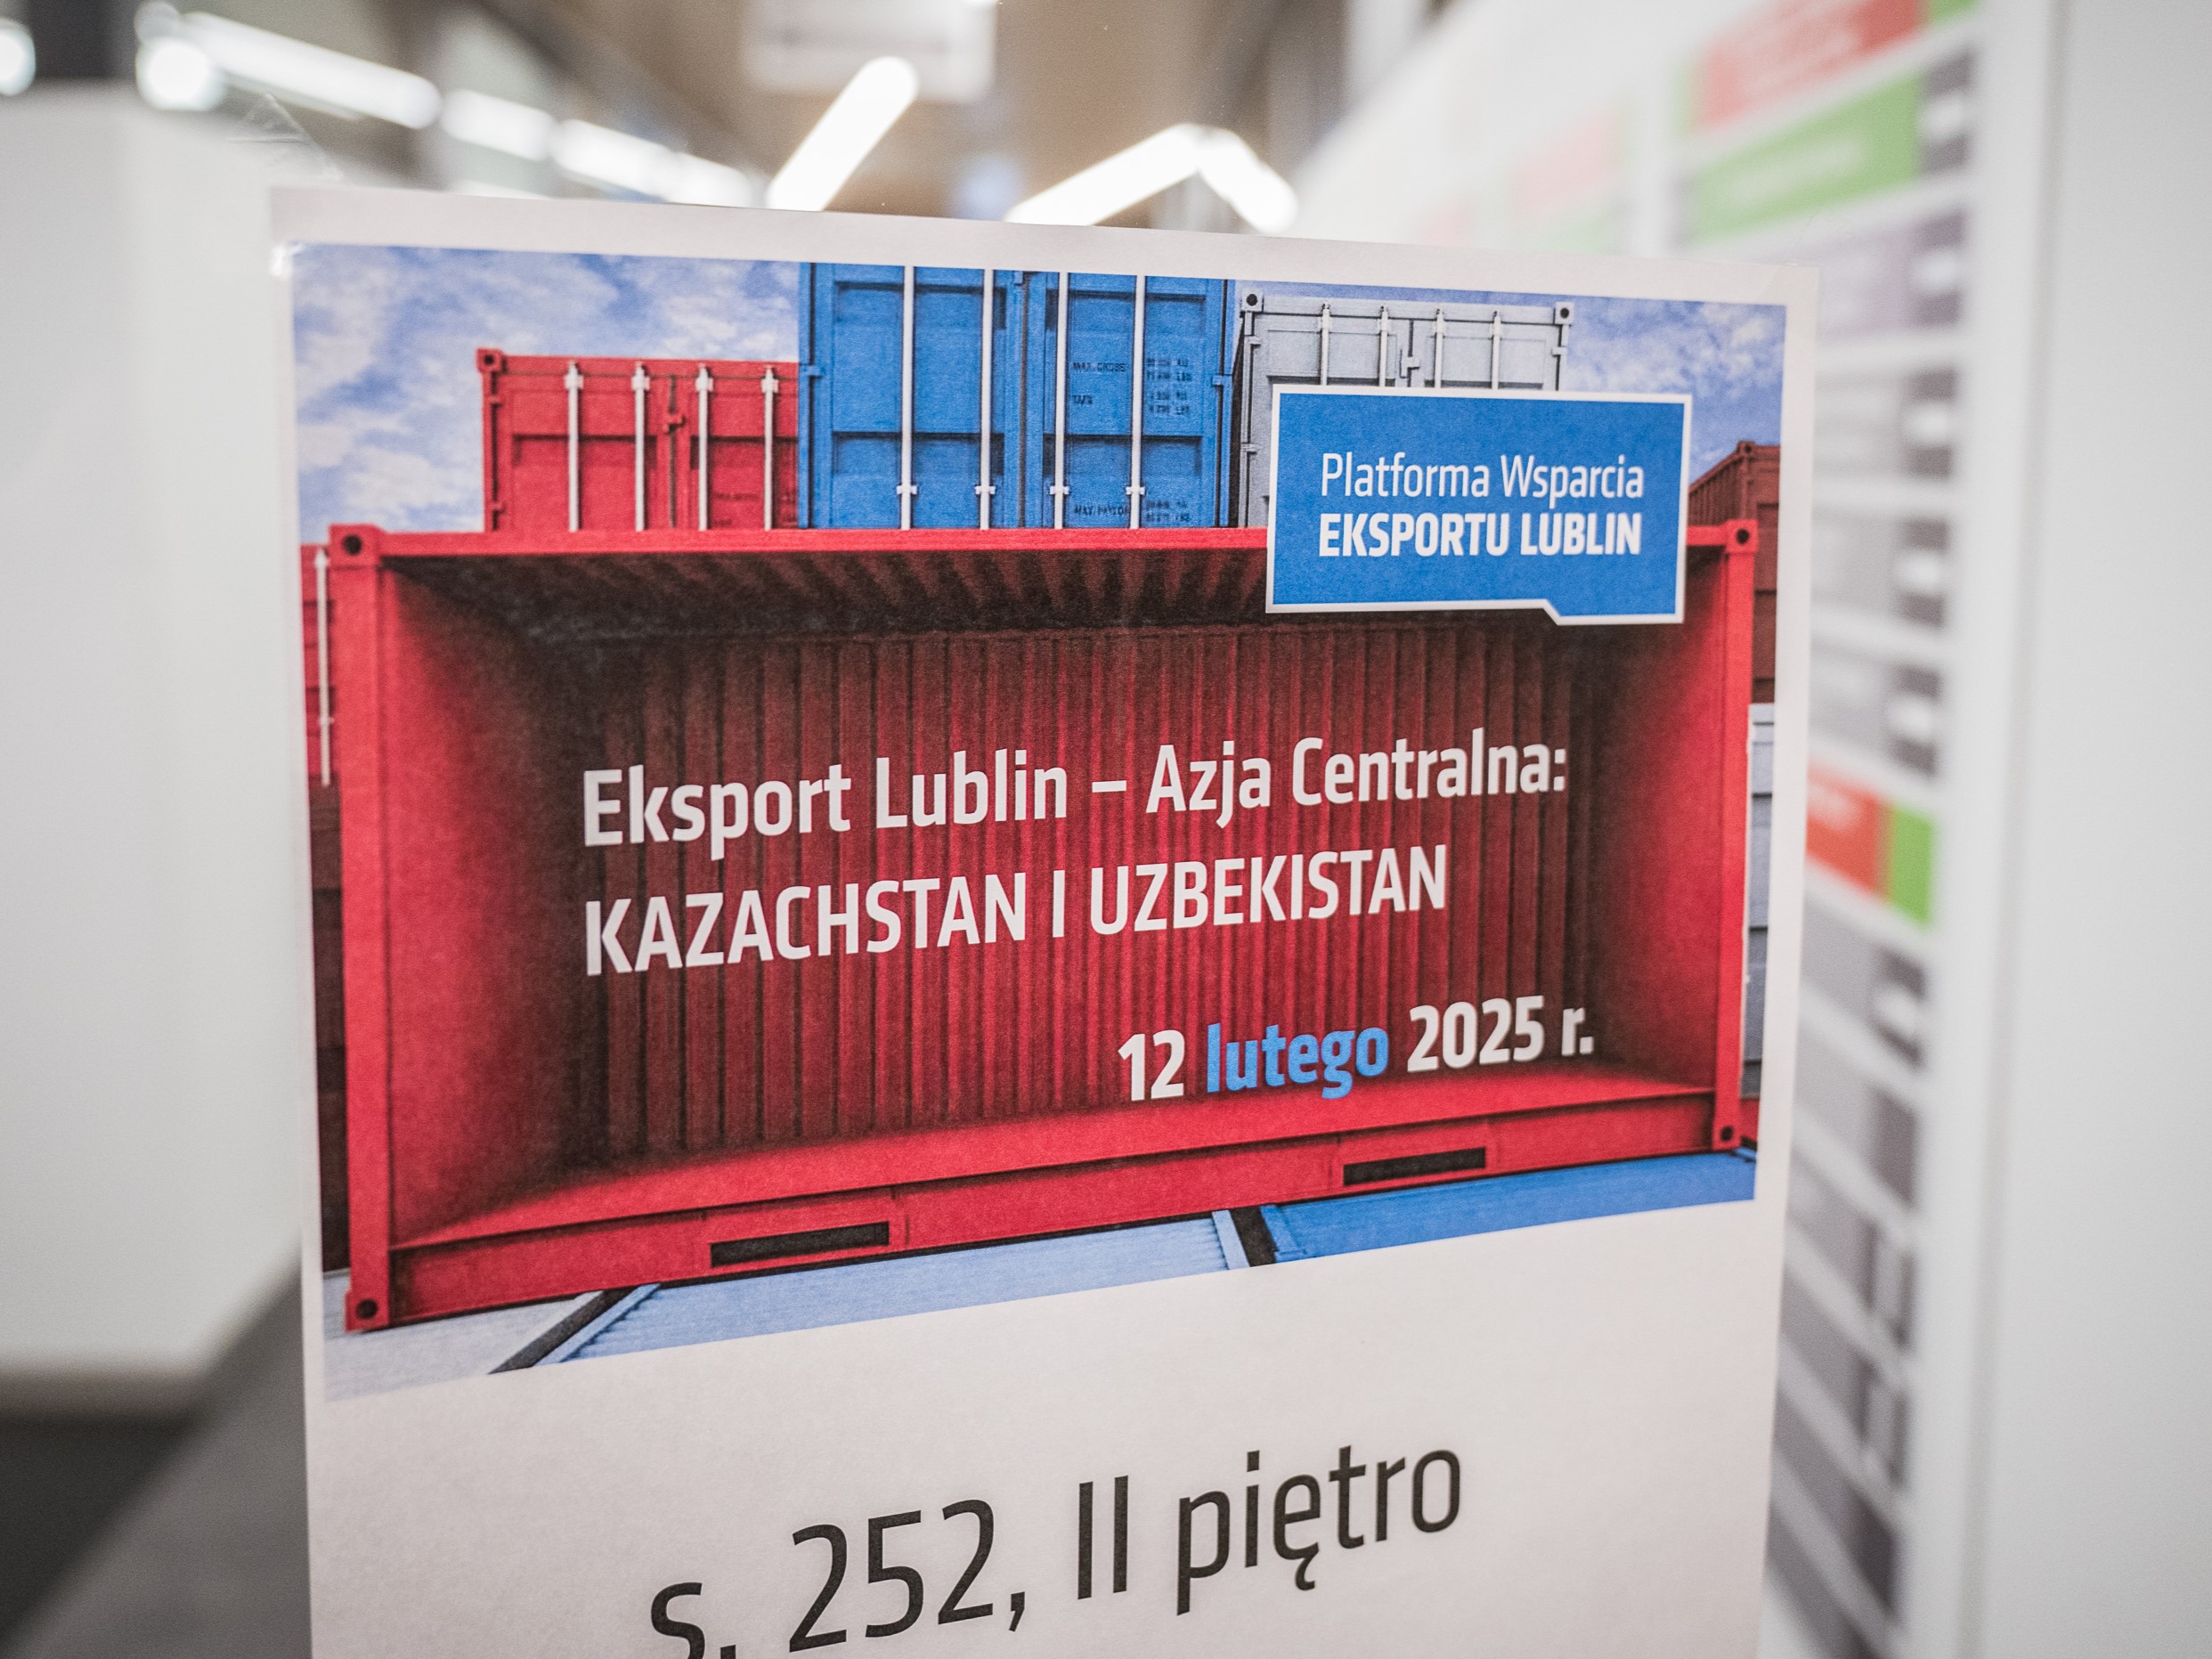 Platforma Wsparcia
EKSPORTU LUBLIN
Eksport Lublin – Azja Centralna:
KAZACHSTAN I UZBEKISTAN
12 lutego 2025 r.
s. 252, II piętro